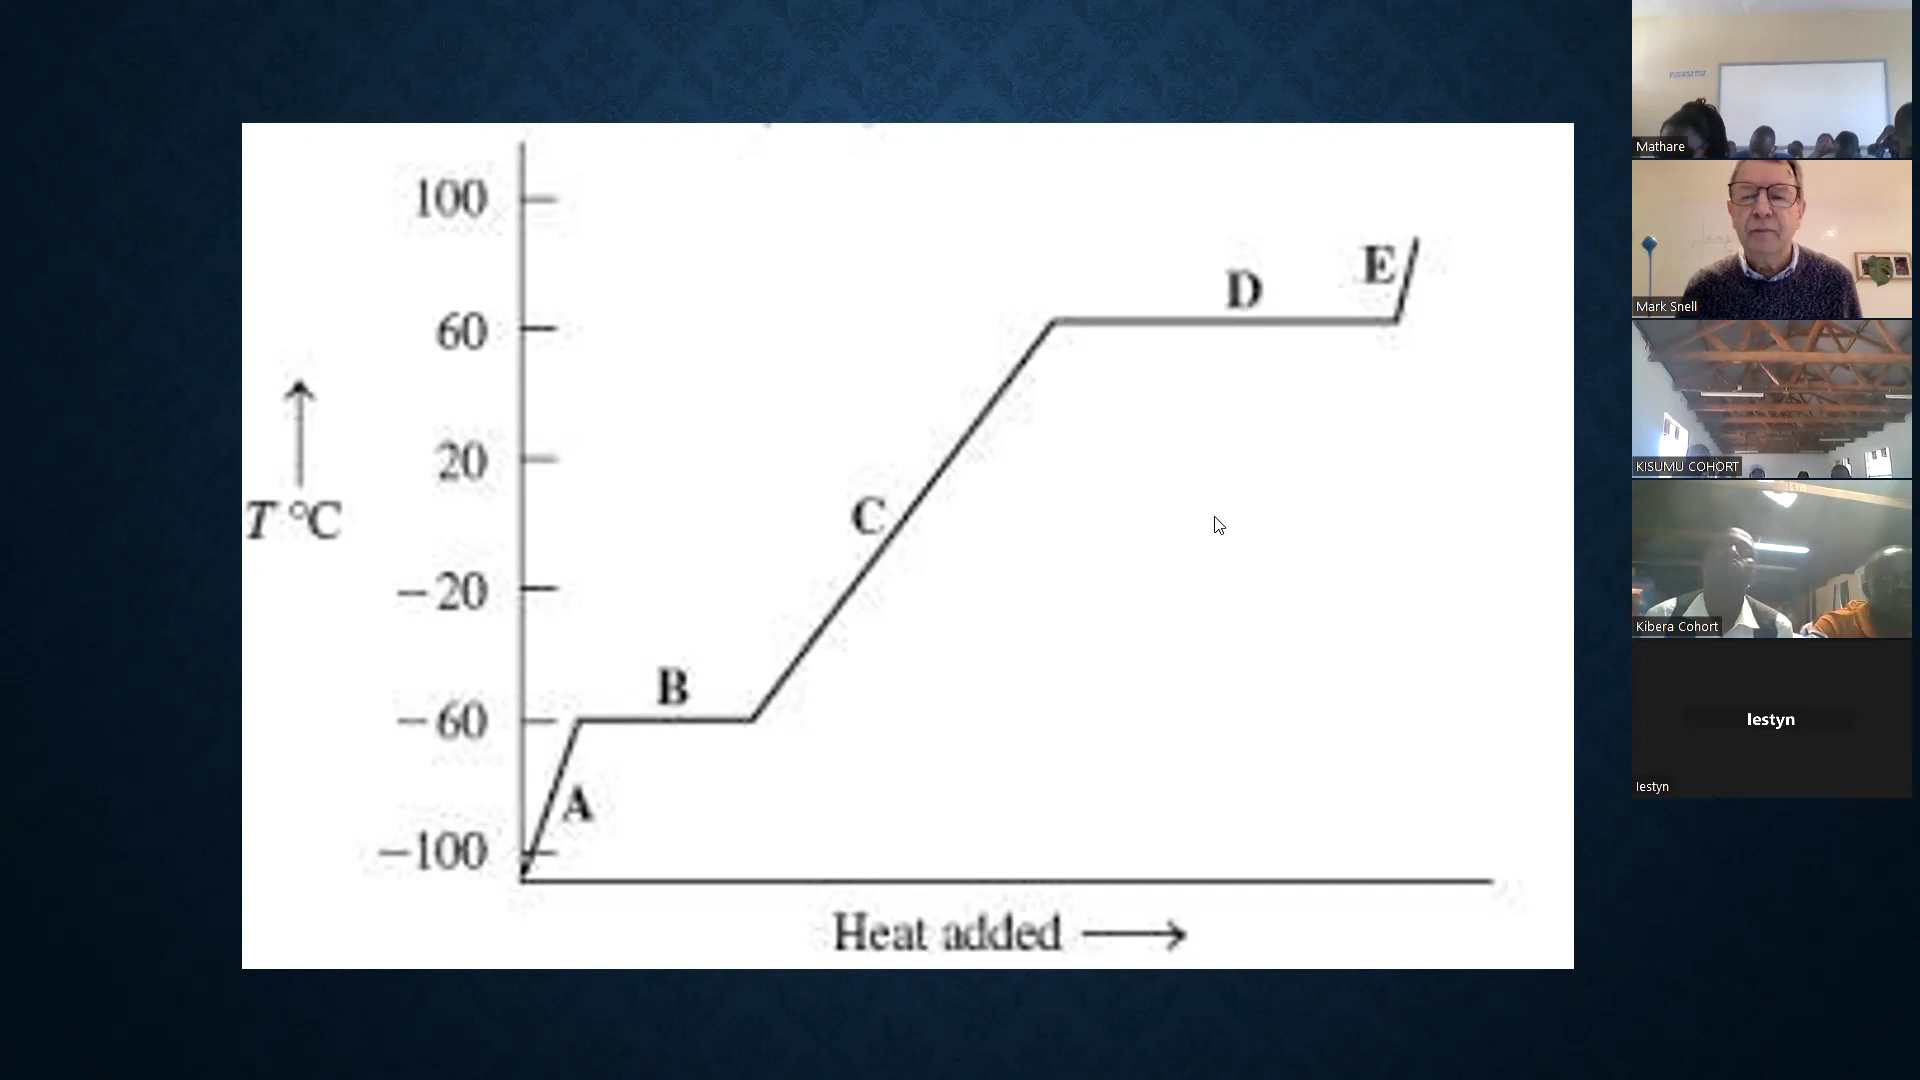 100
60
20
−20
−60
−100
T °C
A
B
C
D
E
Heat added
Mathare
Mark Snell
KISUMU COHORT
Kibera Cohort
Iestyn
Iestyn